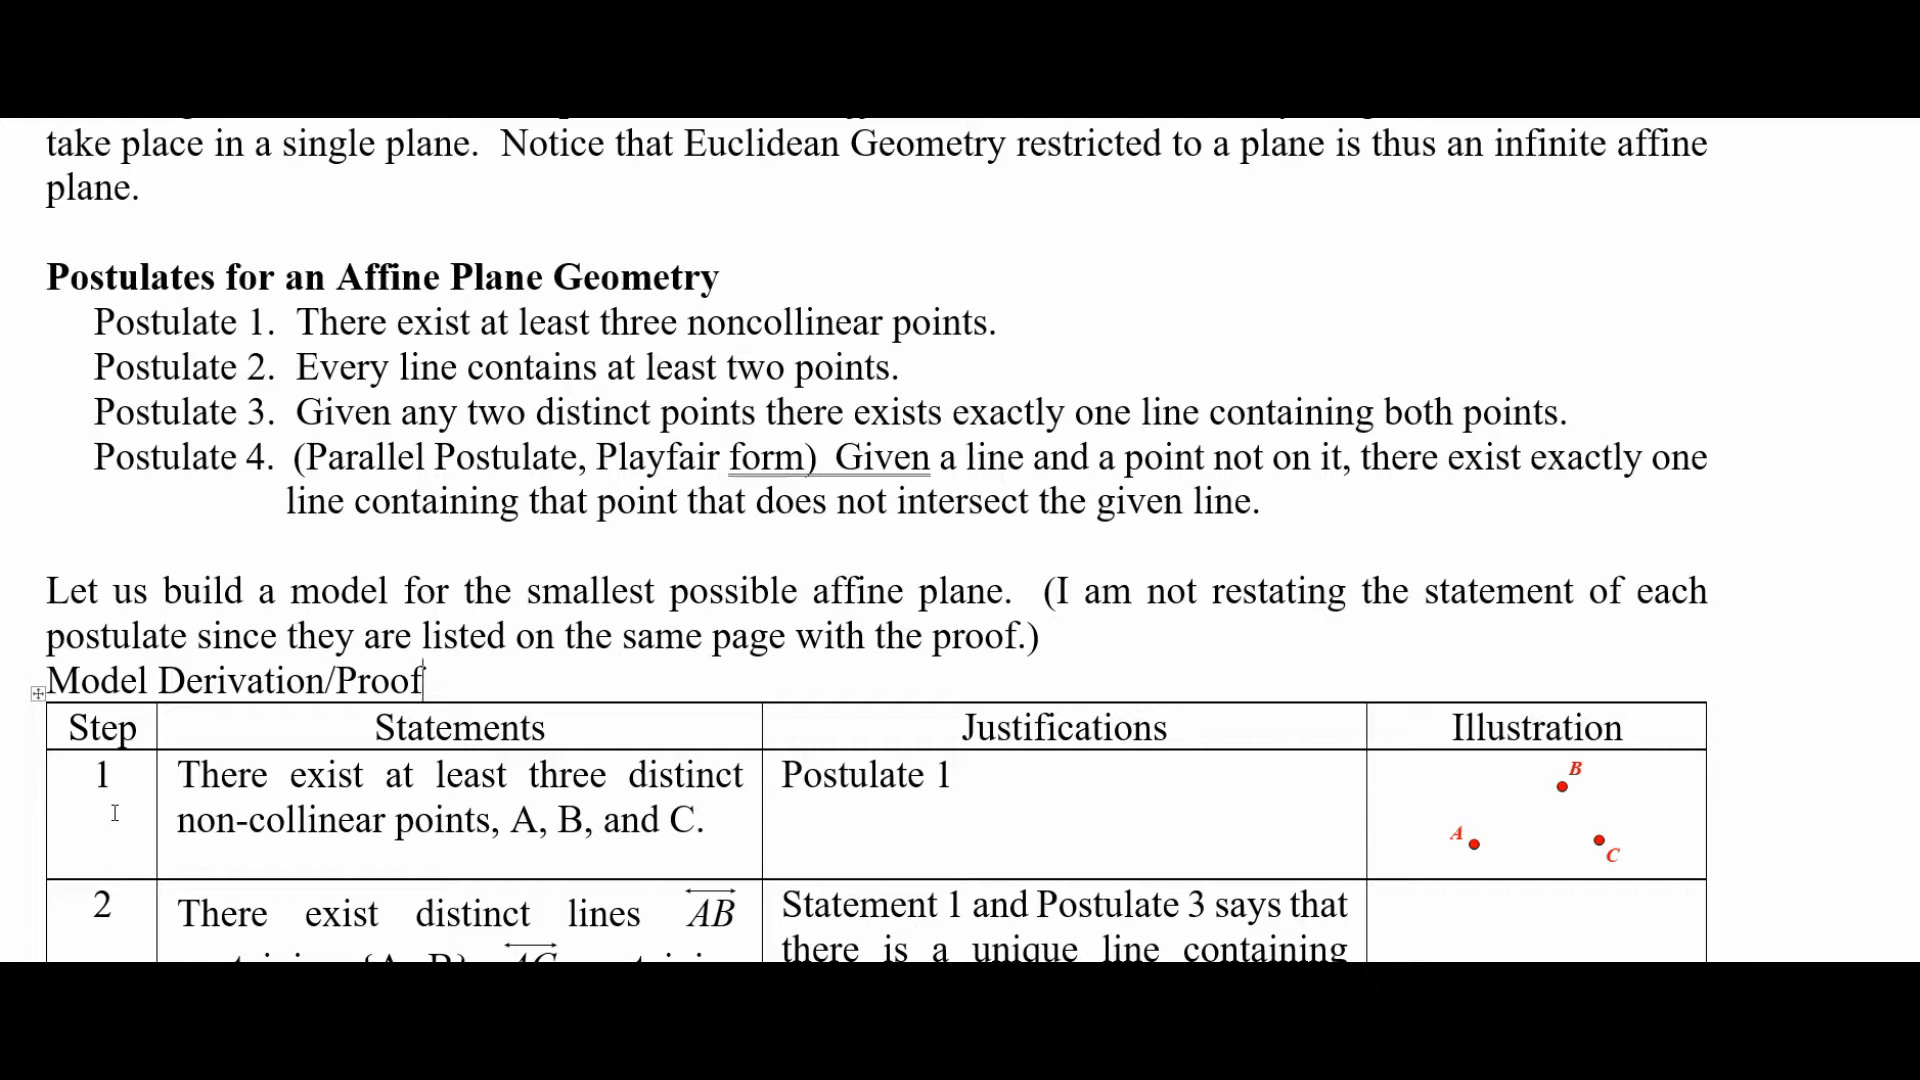 take place in a single plane. Notice that Euclidean Geometry restricted to a plane is thus an infinite affine
plane.
Postulates for an Affine Plane Geometry
Postulate 1. There exist at least three noncollinear points.
Postulate 2. Every line contains at least two points.
Postulate 3. Given any two distinct points there exists exactly one line containing both points.
Postulate 4. (Parallel Postulate, Playfair form) Given a line and a point not on it, there exist exactly one
line containing that point that does not intersect the given line.
Let us build a model for the smallest possible affine plane. (I am not restating the statement of each
postulate since they are listed on the same page with the proof.)
Model Derivation/Proof
Step Statements Justifications Illustration
1 There exist at least three distinct
non-collinear points, A, B, and C.
Postulate 1
B
A
C
2 There exist distinct lines AB
Statement 1 and Postulate 3 says that
there is a unique line containing